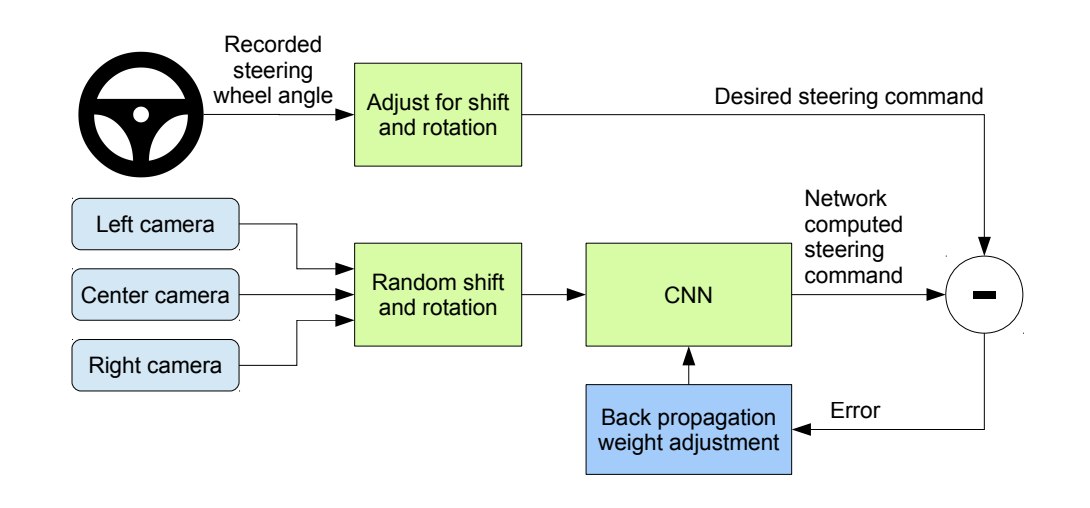 Recorded
steering
wheel angle
Adjust for shift
and rotation
Desired steering command
Left camera
Center camera
Right camera
Random shift
and rotation
CNN
Network
computed
steering
command
Back propagation
weight adjustment
Error